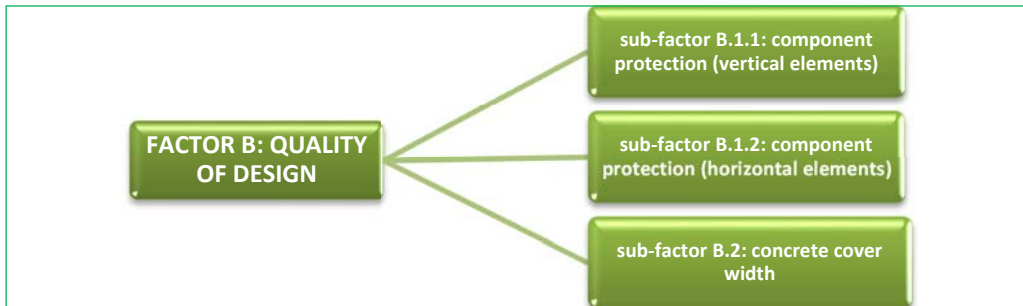 FACTOR B: QUALITY
OF DESIGN
sub-factor B.1.1: component
protection (vertical elements)
sub-factor B.1.2: component
protection (horizontal elements)
sub-factor B.2: concrete cover
width